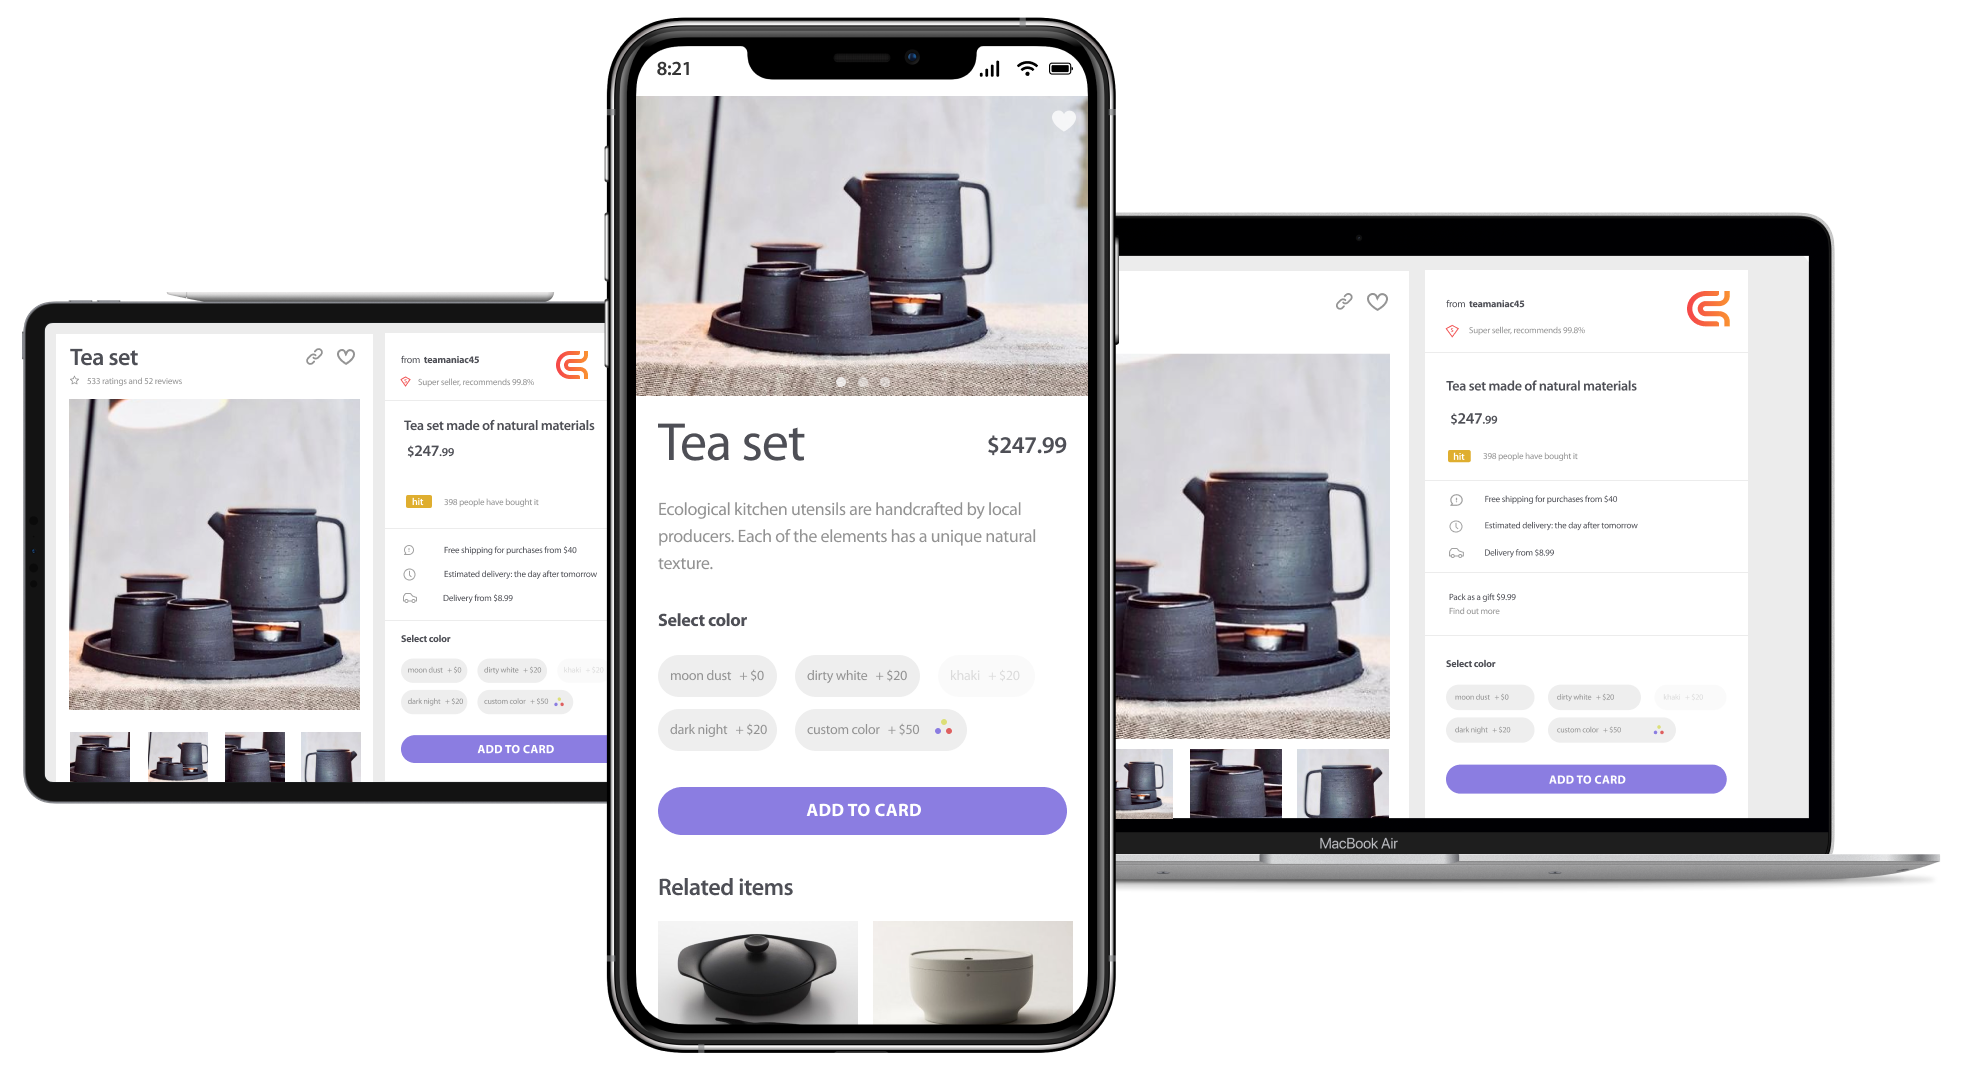 Tea set
533 ratings and 52 reviews
from teamaniac45
Super seller, recommends 99.8%
Tea set made of natural materials
$247.99
hit 398 people have bought it
Free shipping for purchases from $40
Estimated delivery: the day after tomorrow
Delivery from $8.99
Select color
moon dust + $0 dirty white + $20 khaki + $20
dark night + $20 custom color + $50
ADD TO CARD
8:21
Tea set $247.99
Ecological kitchen utensils are handcrafted by local
producers. Each of the elements has a unique natural
texture.
Select color
moon dust + $0 dirty white + $20 khaki + $20
dark night + $20 custom color + $50
ADD TO CARD
Related items
from teamaniac45
Super seller, recommends 99.8%
Tea set made of natural materials
$247.99
hit 398 people have bought it
Free shipping for purchases from $40
Estimated delivery: the day after tomorrow
Delivery from $8.99
Pack as a gift $9.99
Find out more
Select color
moon dust + $0 dirty white + $20 khaki + $20
dark night + $20 custom color + $50
ADD TO CARD
MacBook Air